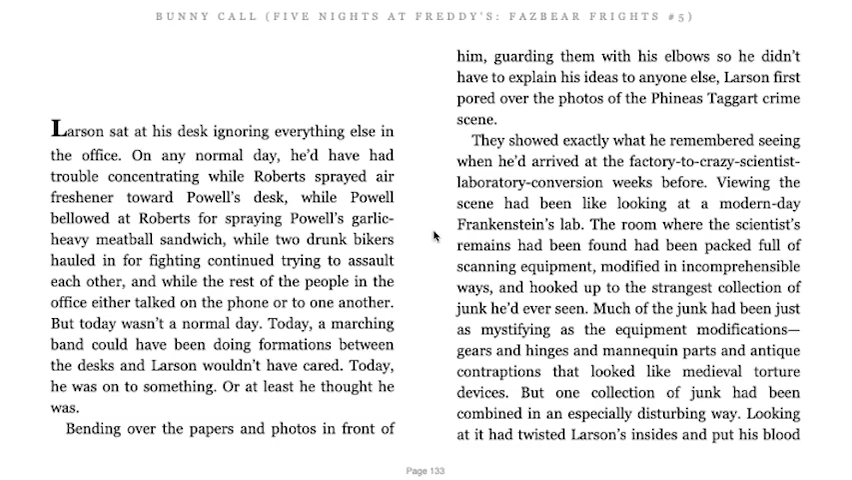 BUNNY CALL (FIVE NIGHTS AT FREDDY'S: FAZBEAR FRIGHTS #5)
Larson sat at his desk ignoring everything else in
the office. On any normal day, he'd have had
trouble concentrating while Roberts sprayed air
freshener toward Powell's desk, while Powell
bellowed at Roberts for spraying Powell's garlic-
heavy meatball sandwich, while two drunk bikers
hauled in for fighting continued trying to assault
each other, and while the rest of the people in the
office either talked on the phone or to one another.
But today wasn't a normal day. Today, a marching
band could have been doing formations between
the desks and Larson wouldn't have cared. Today,
he was on to something. Or at least he thought he
was.
Bending over the papers and photos in front of
him, guarding them with his elbows so he didn't
have to explain his ideas to anyone else, Larson first
pored over the photos of the Phineas Taggart crime
scene.
They showed exactly what he remembered seeing
when he'd arrived at the factory-to-crazy-scientist-
laboratory-conversion weeks before. Viewing the
scene had been like looking at a modern-day
Frankenstein's lab. The room where the scientist's
remains had been found had been packed full of
scanning equipment, modified in incomprehensible
ways, and hooked up to the strangest collection of
junk he'd ever seen. Much of the junk had been just
as mystifying as the equipment modifications—
gears and hinges and mannequin parts and antique
contraptions that looked like medieval torture
devices. But one collection of junk had been
combined in an especially disturbing way. Looking
at it had twisted Larson's insides and put his blood
Page 133